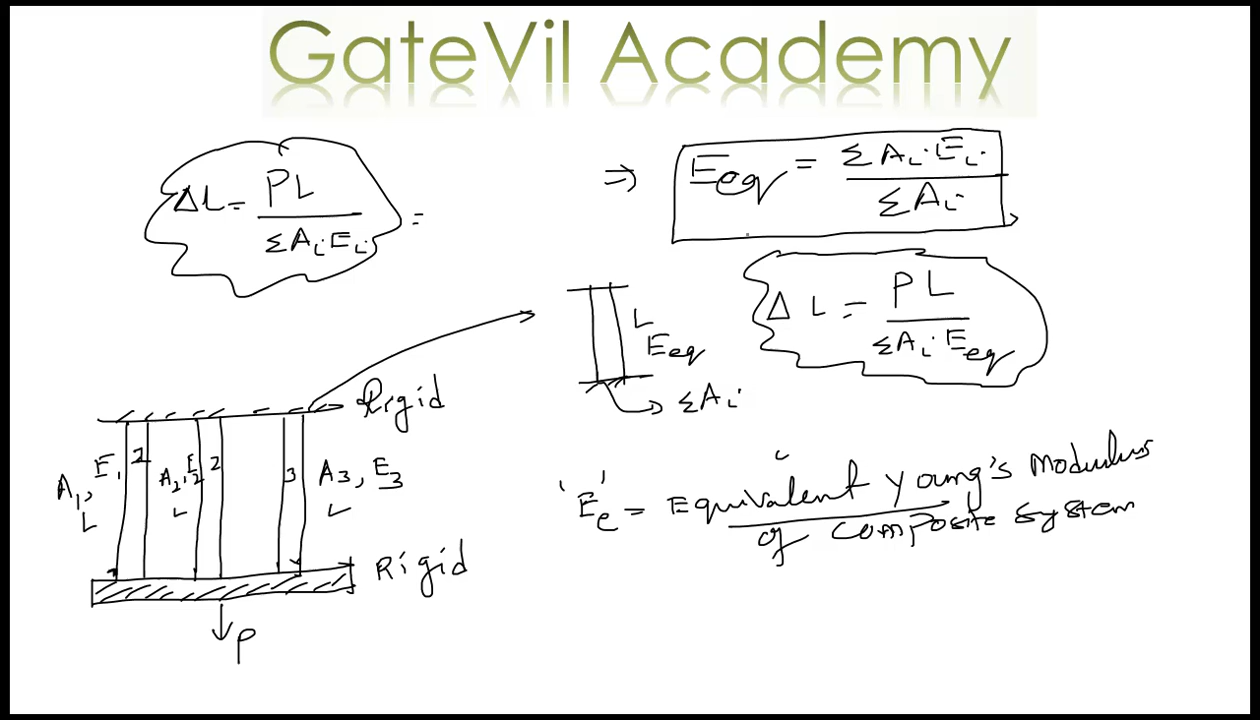 GateVil Academy
ΔL = PL / ΣAᵢEᵢ =
⇒ Eeq = ΣAᵢ·Eᵢ / ΣAᵢ
ΔL = PL / ΣAᵢ·Eeq
L
Eeq
ΣAᵢ
Rigid
A₁, E₁ 1
L
A₂, E₂ 2
L
3 A3, E3
L
Rigid
P
'Ee' = Equivalent Young's Modulus
of composite system